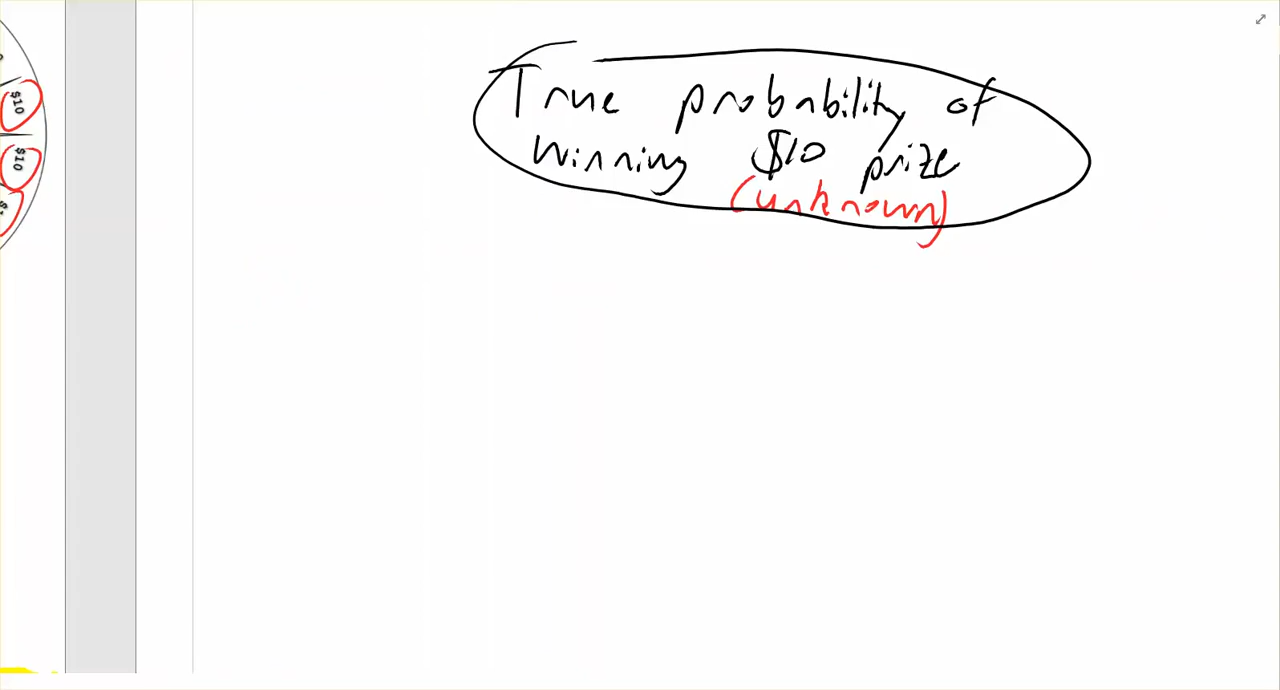 True probability of
winning $10 prize
(unknown)
$10
$10